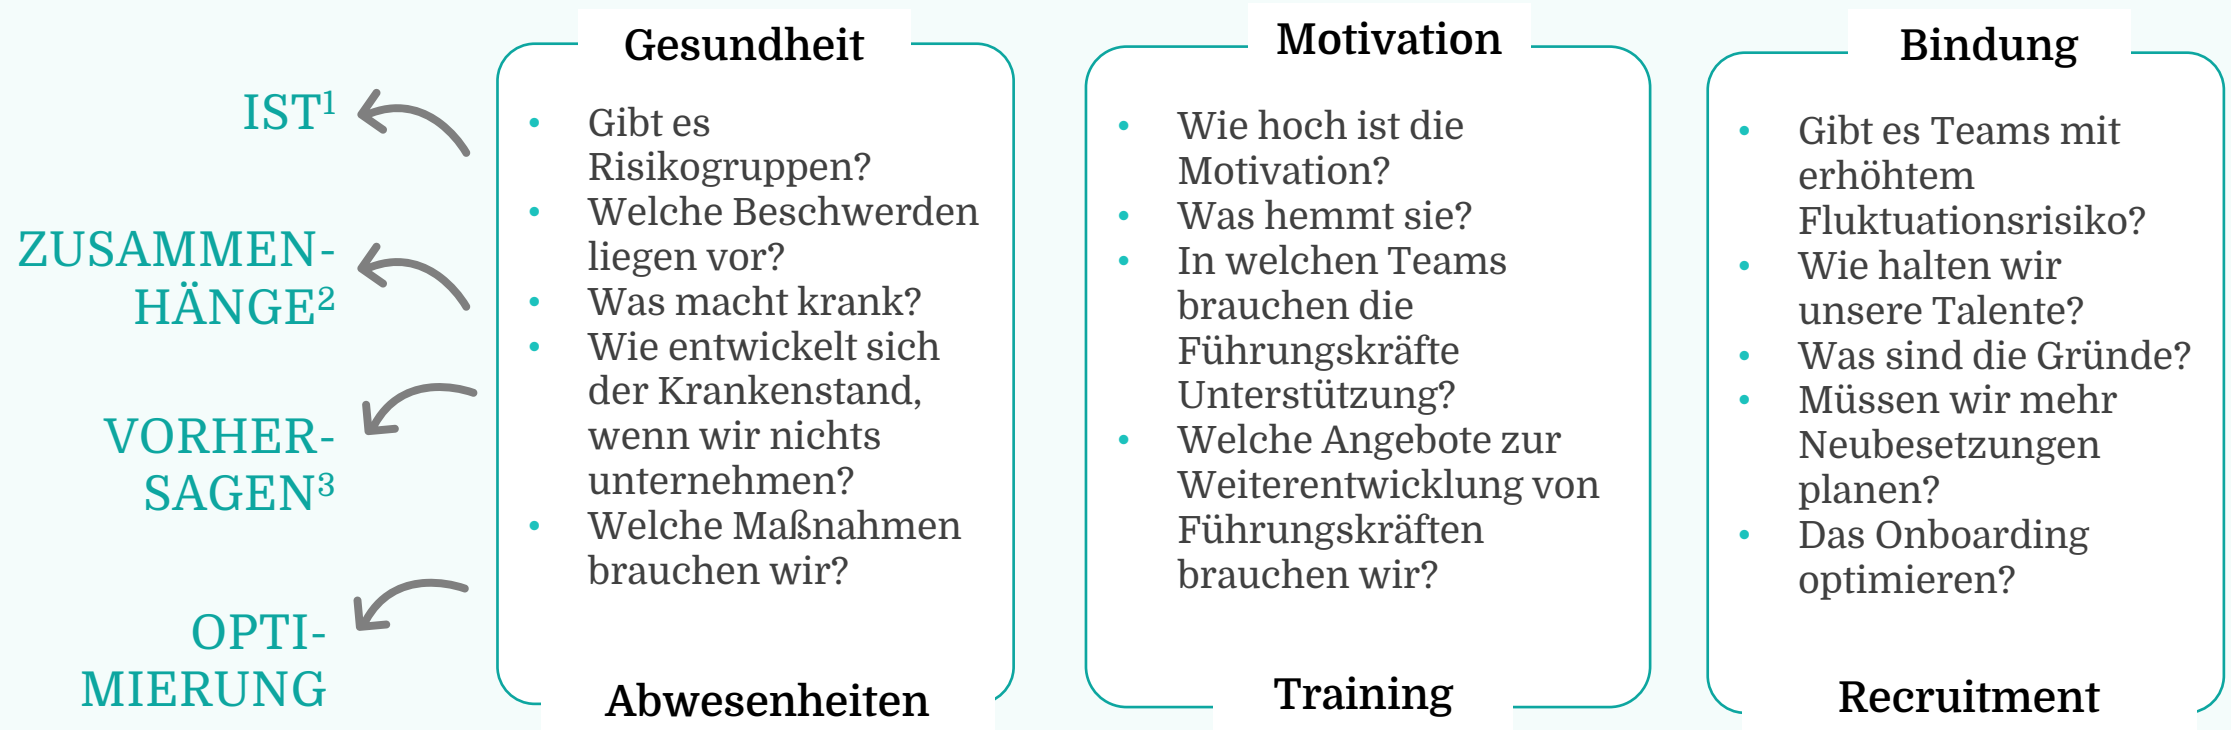 IST¹
ZUSAMMEN-
HÄNGE²
VORHER-
SAGEN³
OPTI-
MIERUNG
Gesundheit
• Gibt es
Risikogruppen?
• Welche Beschwerden
liegen vor?
• Was macht krank?
• Wie entwickelt sich
der Krankenstand,
wenn wir nichts
unternehmen?
• Welche Maßnahmen
brauchen wir?
Abwesenheiten
Motivation
• Wie hoch ist die
Motivation?
• Was hemmt sie?
• In welchen Teams
brauchen die
Führungskräfte
Unterstützung?
• Welche Angebote zur
Weiterentwicklung von
Führungskräften
brauchen wir?
Training
Bindung
• Gibt es Teams mit
erhöhtem
Fluktuationsrisiko?
• Wie halten wir
unsere Talente?
• Was sind die Gründe?
• Müssen wir mehr
Neubesetzungen
planen?
• Das Onboarding
optimieren?
Recruitment